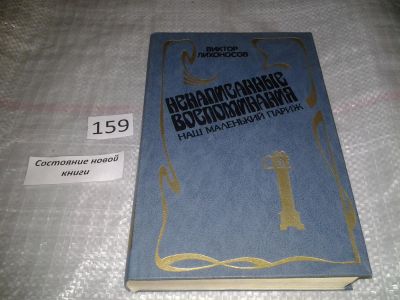 ВИКТОР
ЛИХОНОСОВ
НЕНАПИСАННЫЕ
ВОСПОМИНАНИЯ
НАШ МАЛЕНЬКИЙ ПАРИЖ
159
Состояние новой
книги